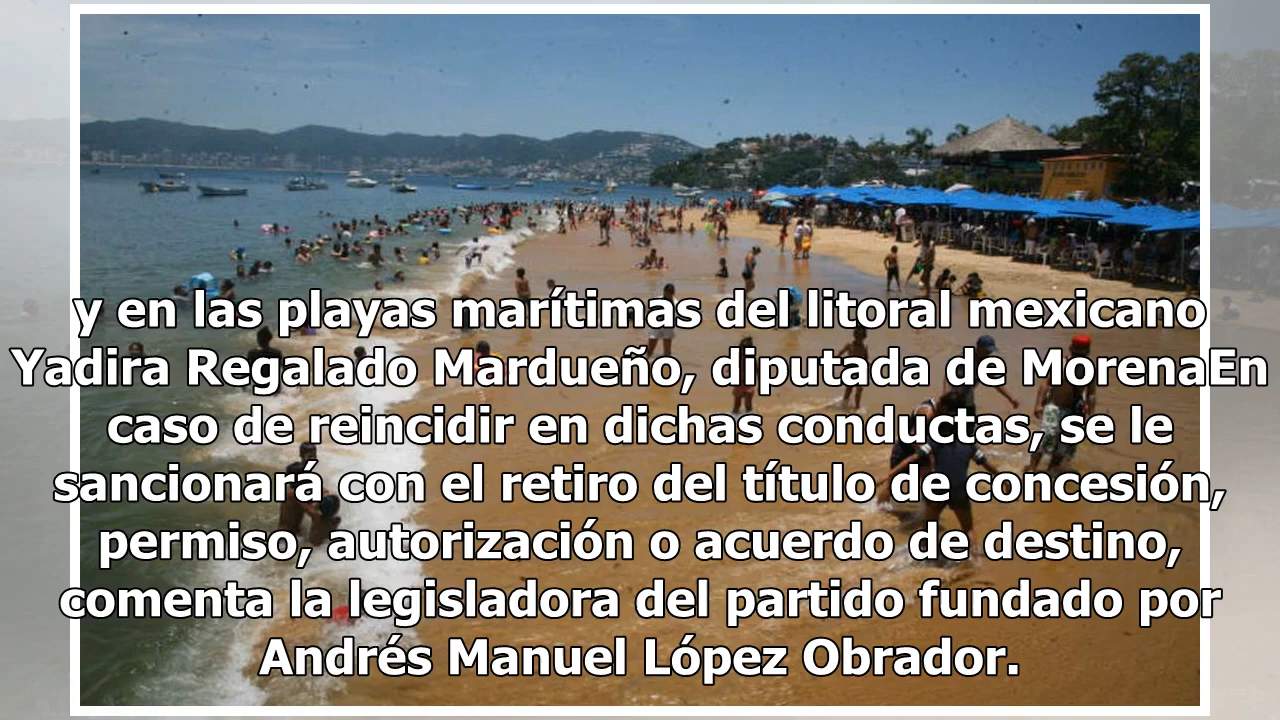 y en las playas marítimas del litoral mexicano
Yadira Regalado Mardueño, diputada de MorenaEn
caso de reincidir en dichas conductas, se le
sancionará con el retiro del título de concesión,
permiso, autorización o acuerdo de destino,
comenta la legisladora del partido fundado por
Andrés Manuel López Obrador.